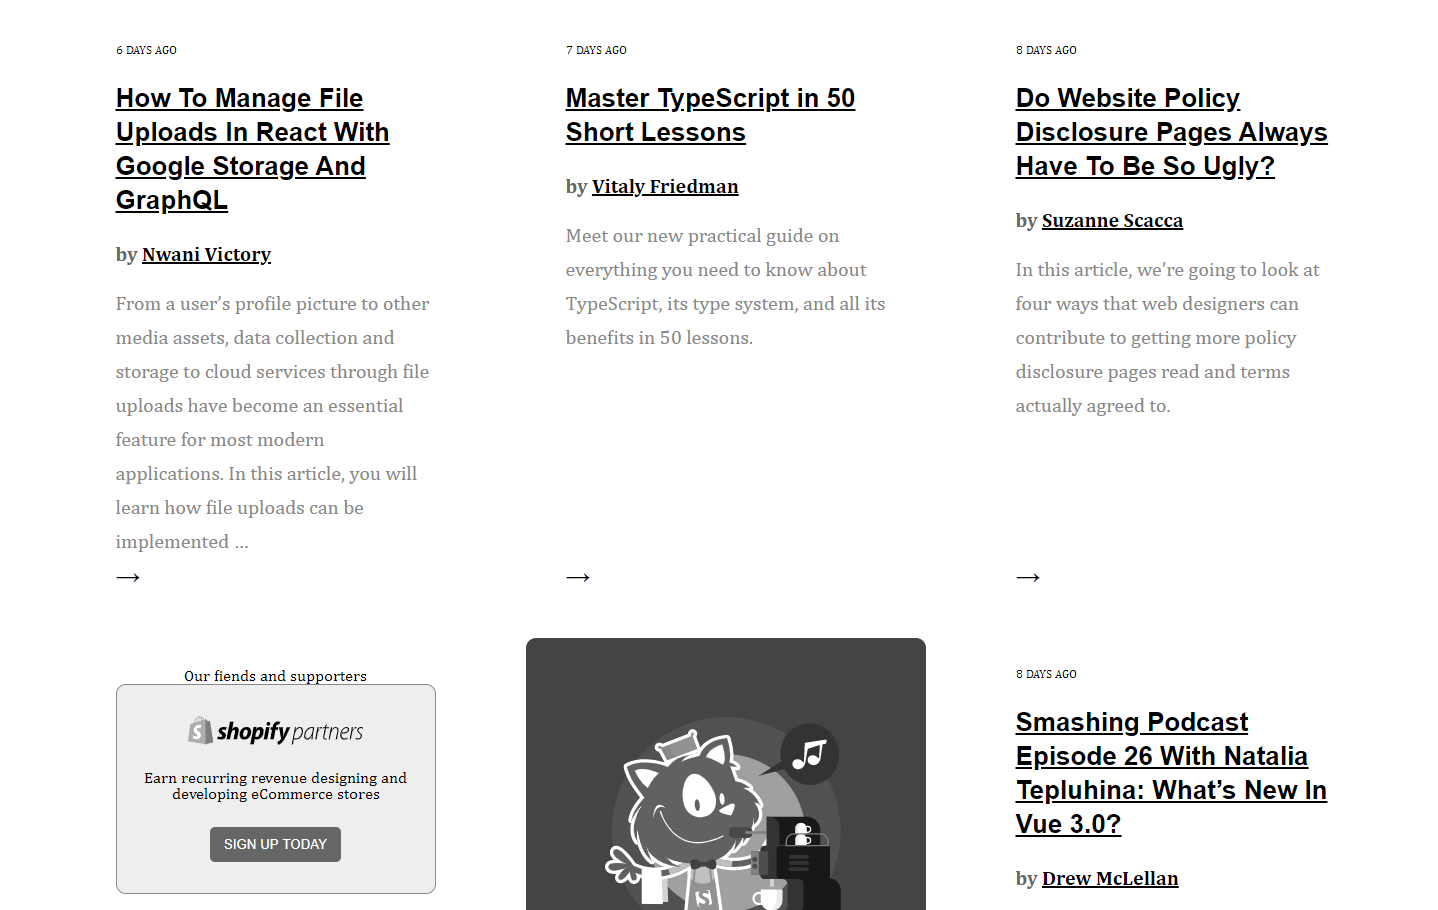 6 DAYS AGO
How To Manage File
Uploads In React With
Google Storage And
GraphQL
by Nwani Victory
From a user’s profile picture to other
media assets, data collection and
storage to cloud services through file
uploads have become an essential
feature for most modern
applications. In this article, you will
learn how file uploads can be
implemented …
→
7 DAYS AGO
Master TypeScript in 50
Short Lessons
by Vitaly Friedman
Meet our new practical guide on
everything you need to know about
TypeScript, its type system, and all its
benefits in 50 lessons.
→
8 DAYS AGO
Do Website Policy
Disclosure Pages Always
Have To Be So Ugly?
by Suzanne Scacca
In this article, we’re going to look at
four ways that web designers can
contribute to getting more policy
disclosure pages read and terms
actually agreed to.
→
Our fiends and supporters
shopify partners
Earn recurring revenue designing and
developing eCommerce stores
SIGN UP TODAY
8 DAYS AGO
Smashing Podcast
Episode 26 With Natalia
Tepluhina: What’s New In
Vue 3.0?
by Drew McLellan